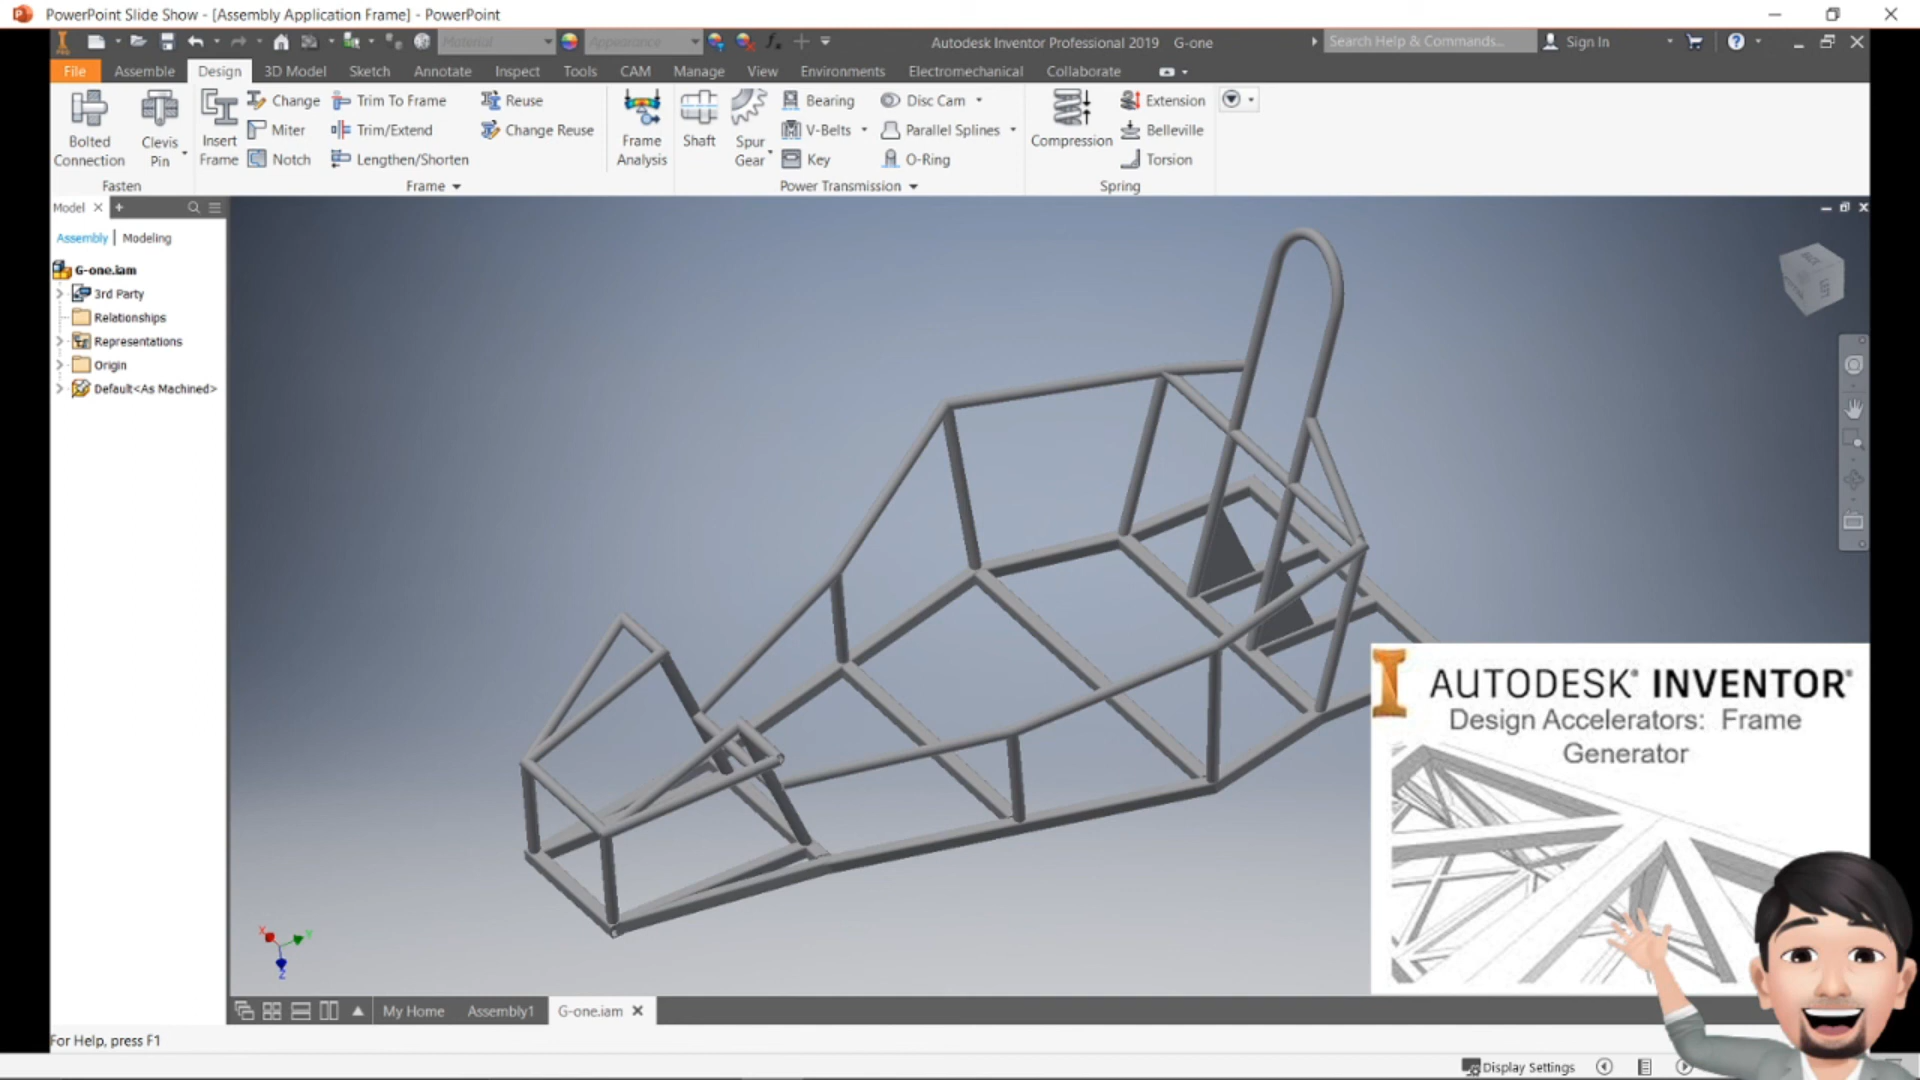 PowerPoint Slide Show - [Assembly Application Frame] - PowerPoint
Material
Appearance
Autodesk Inventor Professional 2019 G-one
Search Help & Commands...
Sign In
File Assemble Design 3D Model Sketch Annotate Inspect Tools CAM Manage View Environments Electromechanical Collaborate
Bolted Connection
Clevis Pin
Fasten
Insert Frame
Change
Miter
Notch
Trim To Frame
Trim/Extend
Lengthen/Shorten
Reuse
Change Reuse
Frame
Frame Analysis
Shaft
Spur Gear
Bearing
V-Belts
Key
Disc Cam
Parallel Splines
O-Ring
Power Transmission
Compression
Extension
Belleville
Torsion
Spring
Model
Assembly | Modeling
G-one.iam
3rd Party
Relationships
Representations
Origin
Default<As Machined>
AUTODESK® INVENTOR®
Design Accelerators: Frame
Generator
X
Y
Z
My Home Assembly1 G-one.iam
For Help, press F1
Display Settings